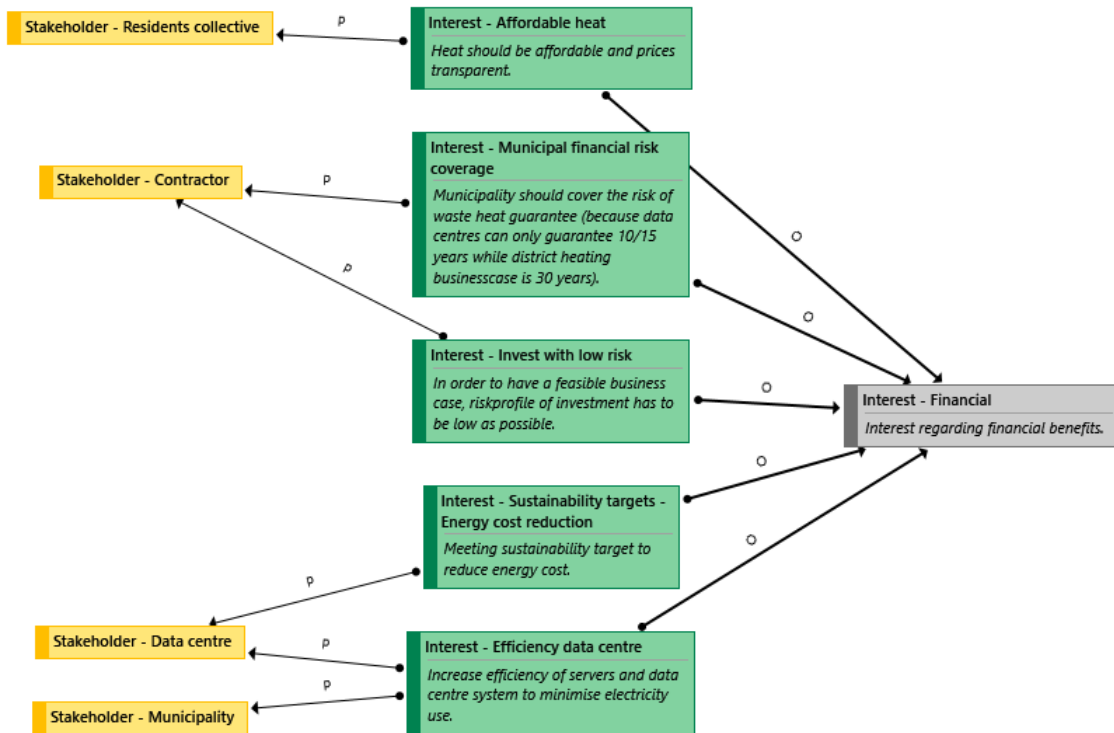 Stakeholder - Residents collective
p
Interest - Affordable heat
Heat should be affordable and prices
transparent.
Interest - Municipal financial risk
coverage
Municipality should cover the risk of
waste heat guarantee (because data
centres can only guarantee 10/15
years while district heating
businesscase is 30 years).
Stakeholder - Contractor
p
p
O
O
Interest - Invest with low risk
In order to have a feasible business
case, riskprofile of investment has to
be low as possible.
O
Interest - Financial
Interest regarding financial benefits.
O
Interest - Sustainability targets -
Energy cost reduction
Meeting sustainability target to
reduce energy cost.
O
p
Stakeholder - Data centre
p
Interest - Efficiency data centre
Increase efficiency of servers and data
centre system to minimise electricity
use.
p
Stakeholder - Municipality